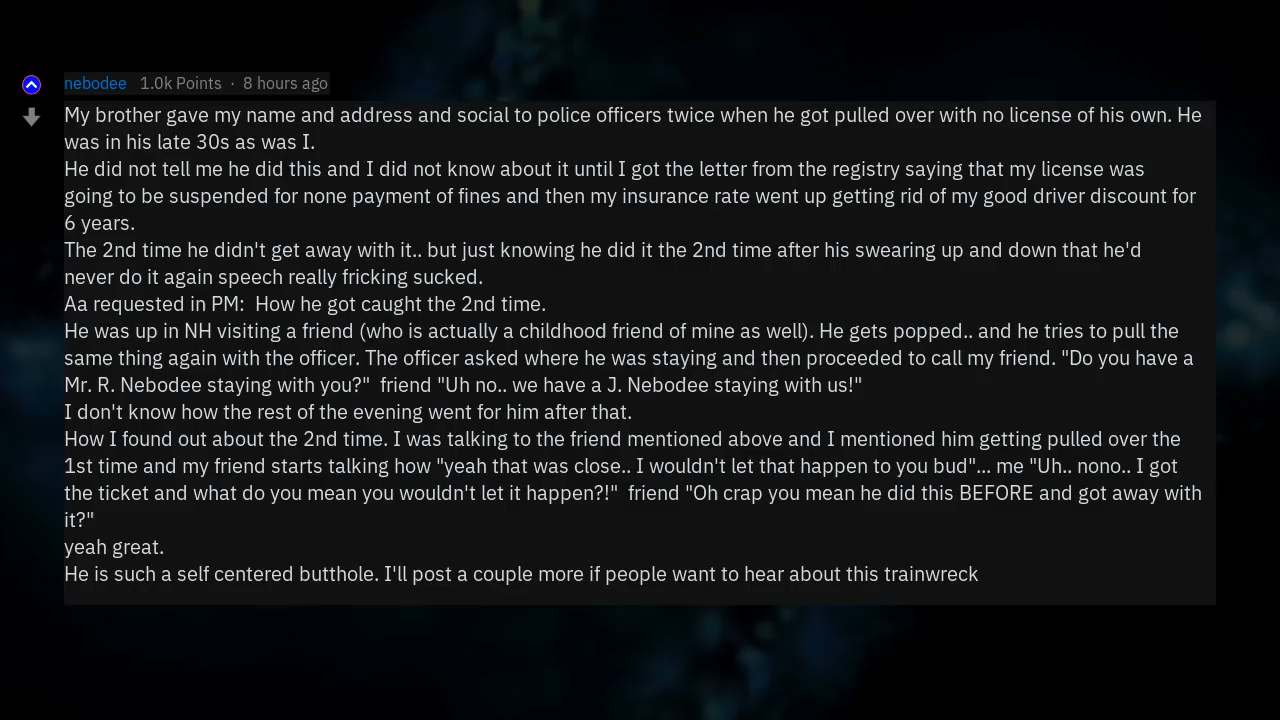 nebodee 1.0k Points · 8 hours ago
My brother gave my name and address and social to police officers twice when he got pulled over with no license of his own. He
was in his late 30s as was I.
He did not tell me he did this and I did not know about it until I got the letter from the registry saying that my license was
going to be suspended for none payment of fines and then my insurance rate went up getting rid of my good driver discount for
6 years.
The 2nd time he didn't get away with it.. but just knowing he did it the 2nd time after his swearing up and down that he'd
never do it again speech really fricking sucked.
Aa requested in PM:  How he got caught the 2nd time.
He was up in NH visiting a friend (who is actually a childhood friend of mine as well). He gets popped.. and he tries to pull the
same thing again with the officer. The officer asked where he was staying and then proceeded to call my friend. "Do you have a
Mr. R. Nebodee staying with you?"  friend "Uh no.. we have a J. Nebodee staying with us!"
I don't know how the rest of the evening went for him after that.
How I found out about the 2nd time. I was talking to the friend mentioned above and I mentioned him getting pulled over the
1st time and my friend starts talking how "yeah that was close.. I wouldn't let that happen to you bud"... me "Uh.. nono.. I got
the ticket and what do you mean you wouldn't let it happen?!"  friend "Oh crap you mean he did this BEFORE and got away with
it?"
yeah great.
He is such a self centered butthole. I'll post a couple more if people want to hear about this trainwreck